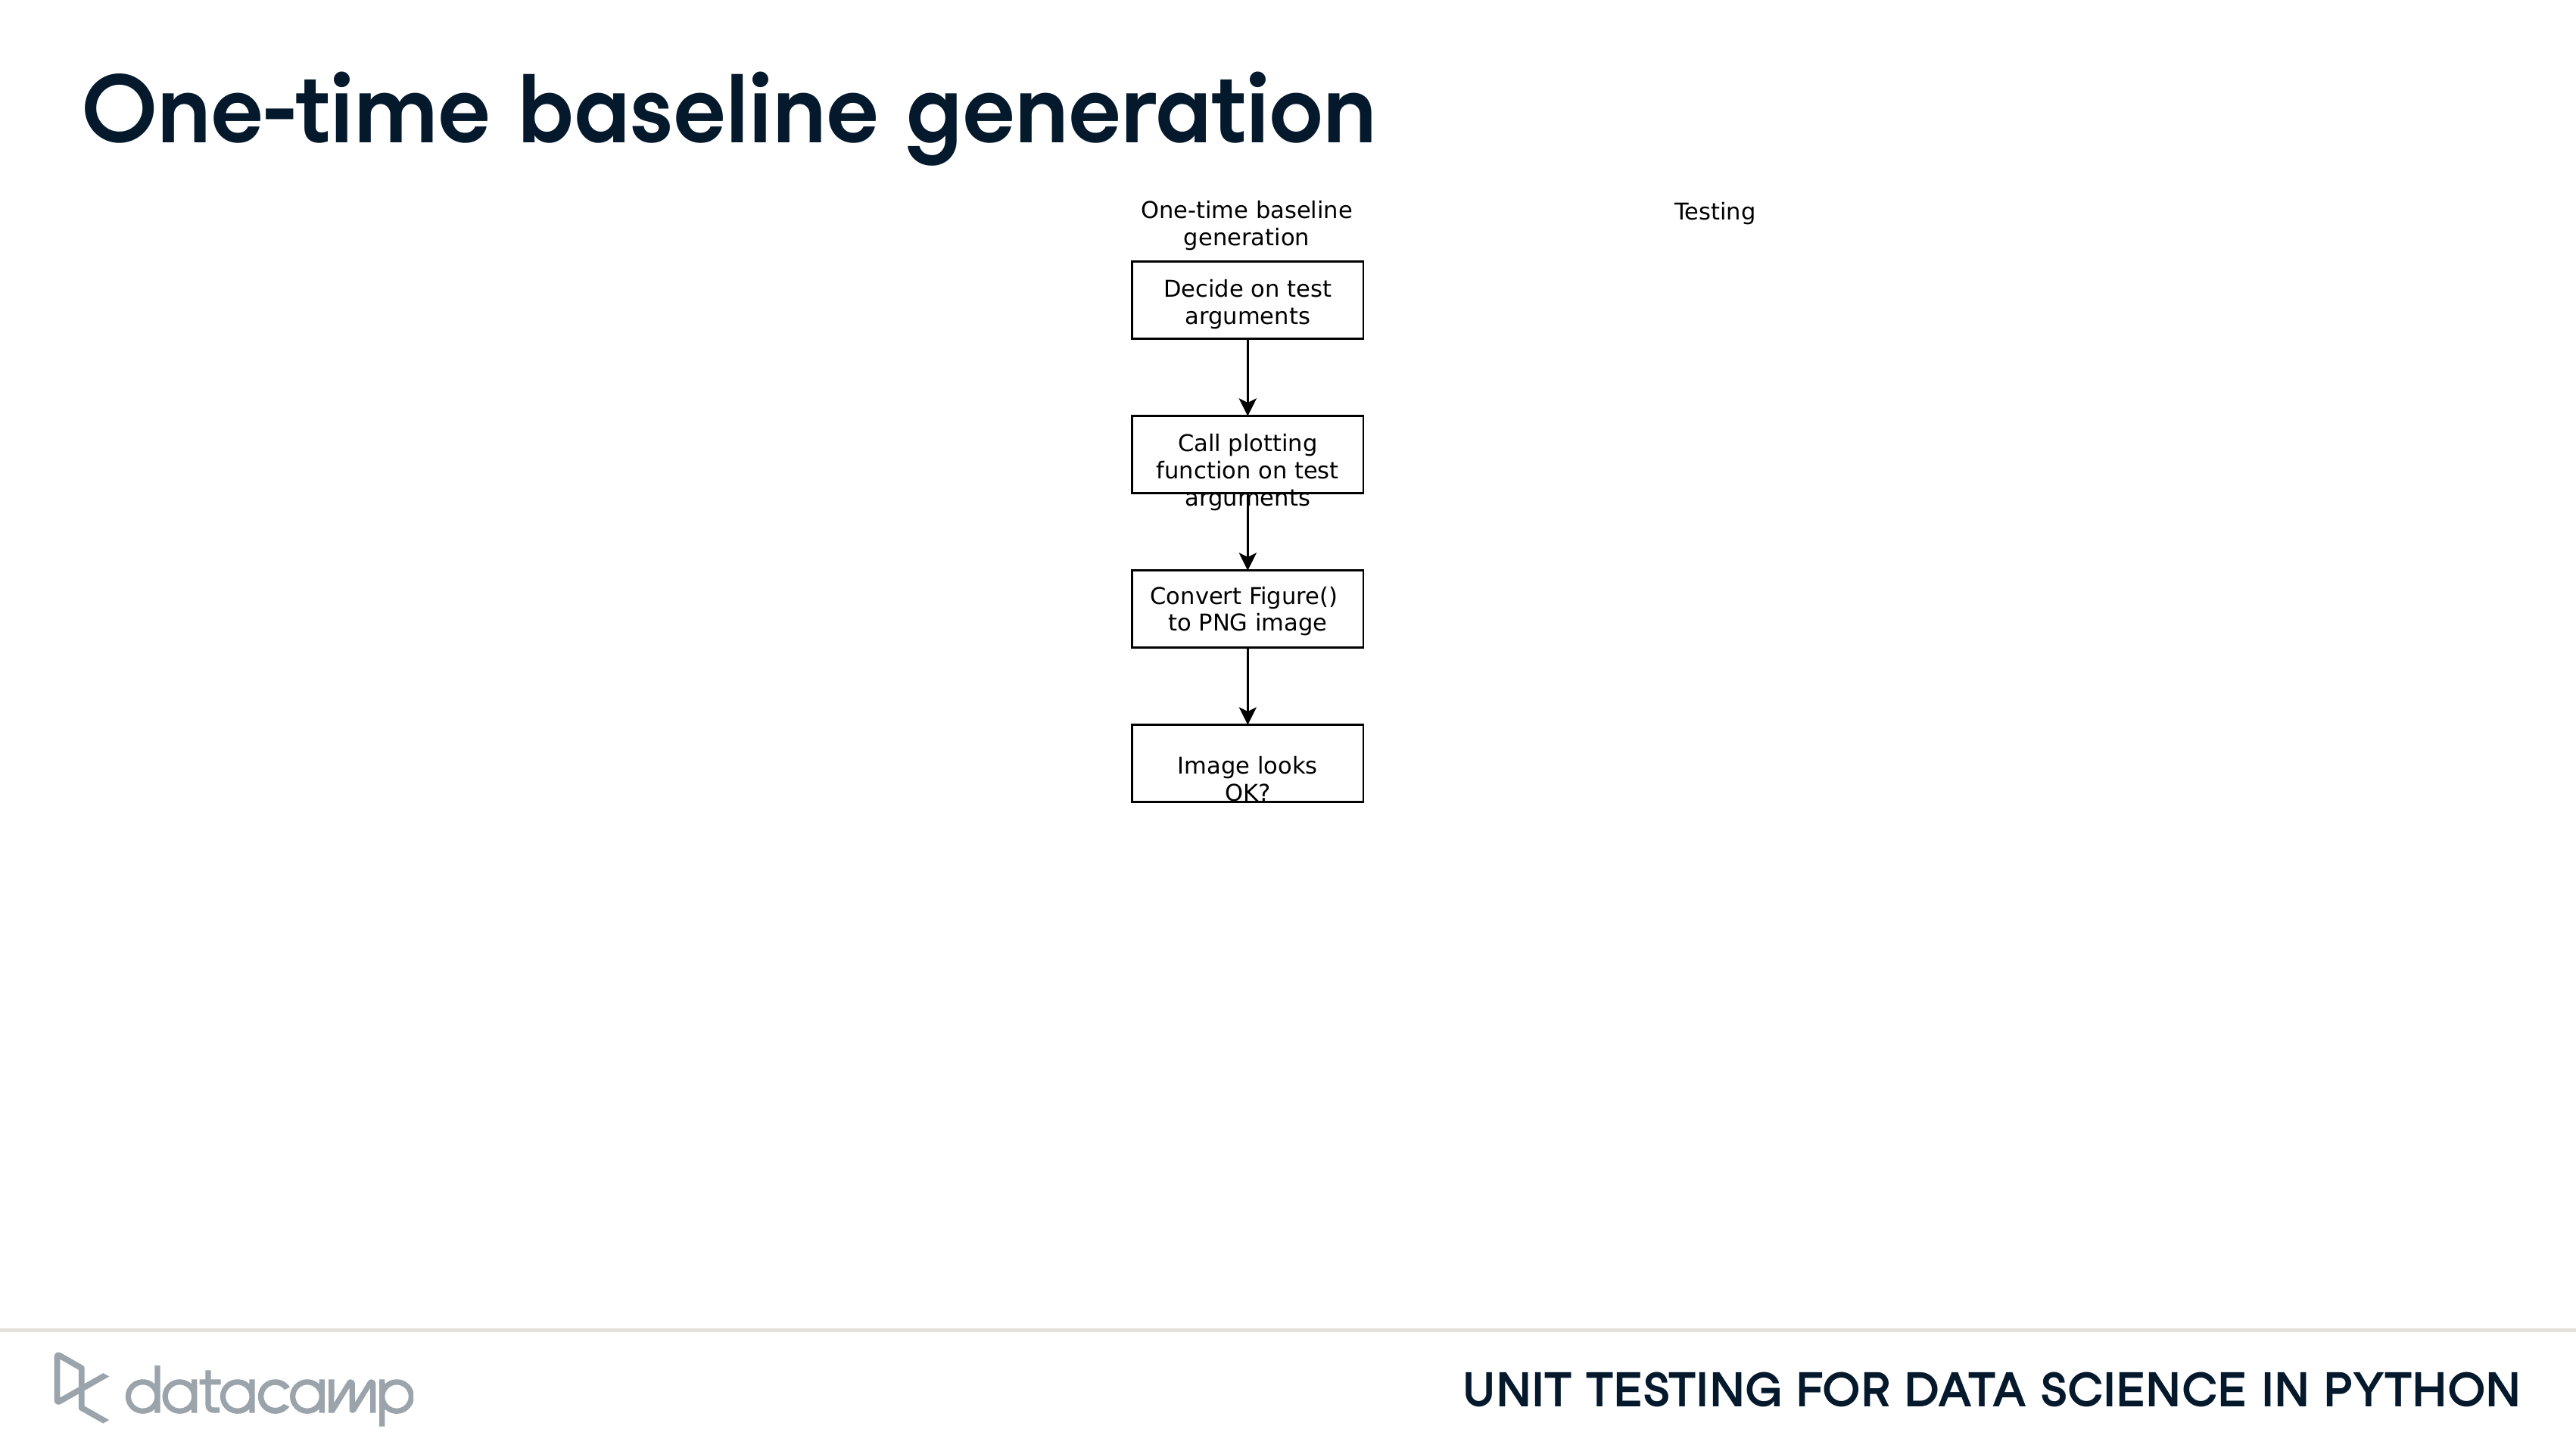 One-time baseline generation
One-time baseline
generation
Testing
Decide on test
arguments
Call plotting
function on test
arguments
Convert Figure()
to PNG image
Image looks
OK?
datacamp
UNIT TESTING FOR DATA SCIENCE IN PYTHON